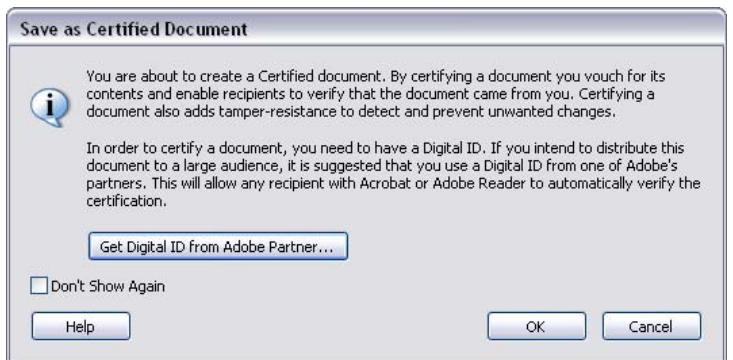 Save as Certified Document
You are about to create a Certified document. By certifying a document you vouch for its
contents and enable recipients to verify that the document came from you. Certifying a
document also adds tamper-resistance to detect and prevent unwanted changes.
In order to certify a document, you need to have a Digital ID. If you intend to distribute this
document to a large audience, it is suggested that you use a Digital ID from one of Adobe's
partners. This will allow any recipient with Acrobat or Adobe Reader to automatically verify the
certification.
Get Digital ID from Adobe Partner...
Don't Show Again
Help OK Cancel